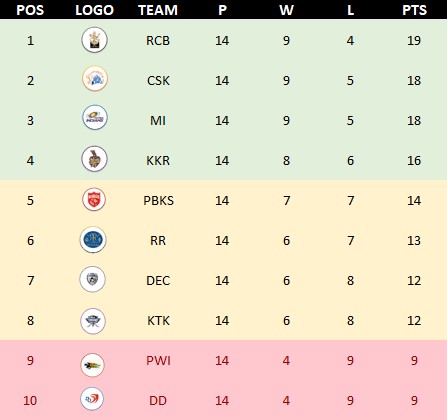 POS LOGO TEAM P W L PTS
1 RCB 14 9 4 19
2 CSK 14 9 5 18
3 MI 14 9 5 18
4 KKR 14 8 6 16
5 PBKS 14 7 7 14
6 RR 14 6 7 13
7 DEC 14 6 8 12
8 KTK 14 6 8 12
9 PWI 14 4 9 9
10 DD 14 4 9 9